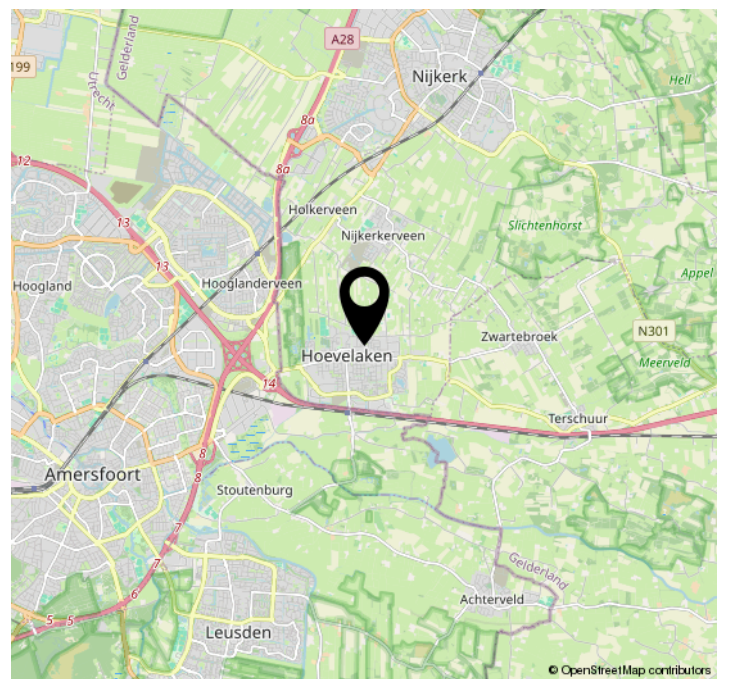 Gelderland
A28
199
Nijkerk
Hell
Utrecht
8a
12
8a
Holkerveen
13
Slichtenhorst
Nijkerkerveen
13
Appel
Hoogland
Hooglanderveen
N301
Zwartebroek
Hoevelaken
Meerveld
14
Terschuur
8
Amersfoort
8
Stoutenburg
7
7
Gelderland
6
Achterveld
5
5
Leusden
© OpenStreetMap contributors